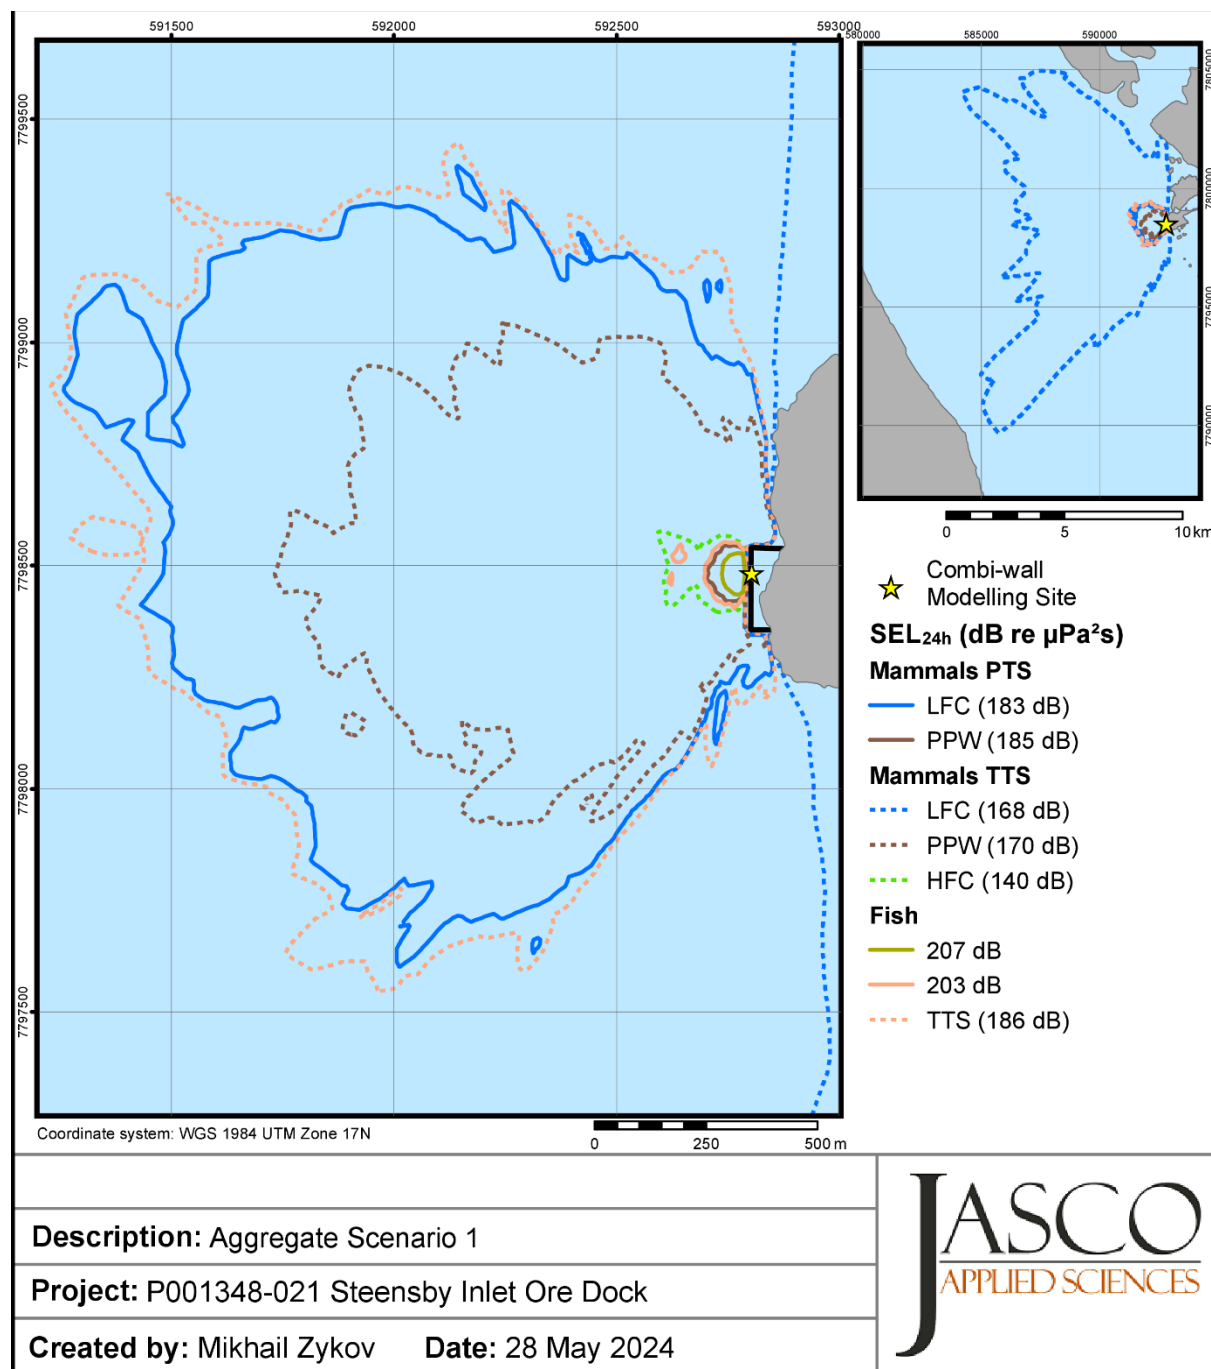 591500 592000 592500 593000
580000 585000 590000
7799500
7799000
7798500
7798000
7797500
7805000
7800000
7795000
7790000
0 5 10 km
Combi-wall
Modelling Site
SEL24h (dB re µPa²s)
Mammals PTS
LFC (183 dB)
PPW (185 dB)
Mammals TTS
LFC (168 dB)
PPW (170 dB)
HFC (140 dB)
Fish
207 dB
203 dB
TTS (186 dB)
Coordinate system: WGS 1984 UTM Zone 17N
0 250 500 m
Description: Aggregate Scenario 1
Project: P001348-021 Steensby Inlet Ore Dock
Created by: Mikhail Zykov Date: 28 May 2024
JASCO
APPLIED SCIENCES